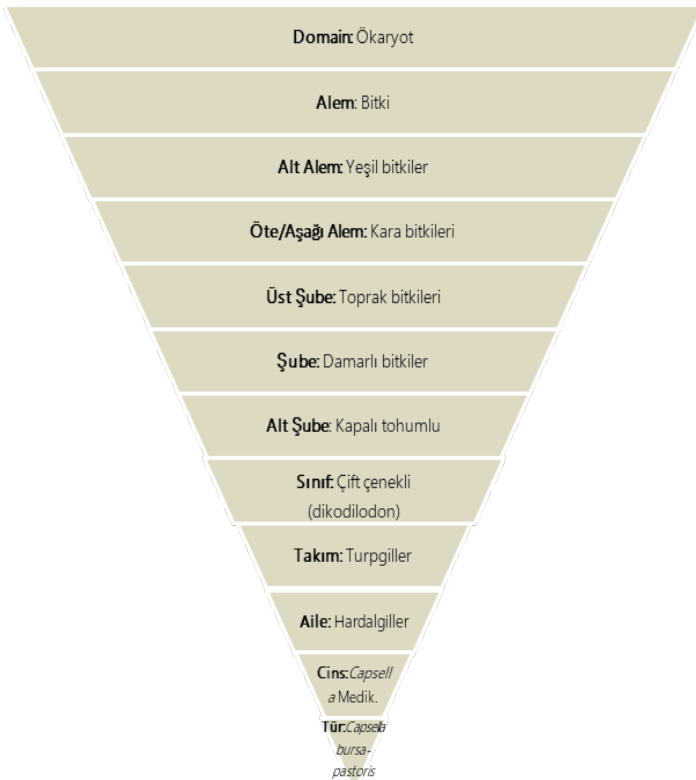 Domain: Ökaryot
Alem: Bitki
Alt Alem: Yeşil bitkiler
Öte/Aşağı Alem: Kara bitkileri
Üst Şube: Toprak bitkileri
Şube: Damarlı bitkiler
Alt Şube: Kapalı tohumlu
Sınıf: Çift çenekli
(dikodilodon)
Takım: Turpgiller
Aile: Hardalgiller
Cins:Capsell
a Medik.
Tür:Capsella
bursa-
pastoris